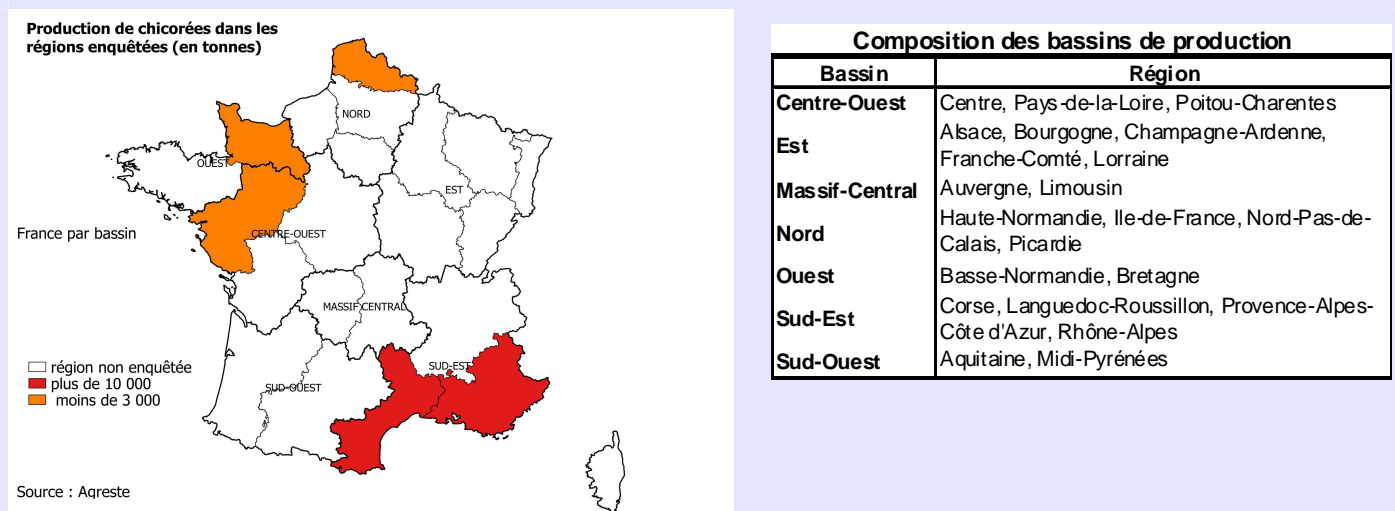 Production de chicorées dans les
régions enquêtées (en tonnes)
NORD
OUEST
EST
France par bassin
CENTRE-OUEST
MASSIF CENTRAL
SUD-EST
SUD-OUEST
région non enquêtée
plus de 10 000
moins de 3 000
Source : Agreste
Composition des bassins de production
Bassin Région
Centre-Ouest Centre, Pays-de-la-Loire, Poitou-Charentes
Est Alsace, Bourgogne, Champagne-Ardenne,
Franche-Comté, Lorraine
Massif-Central Auvergne, Limousin
Nord Haute-Normandie, Ile-de-France, Nord-Pas-de-
Calais, Picardie
Ouest Basse-Normandie, Bretagne
Sud-Est Corse, Languedoc-Roussillon, Provence-Alpes-
Côte d'Azur, Rhône-Alpes
Sud-Ouest Aquitaine, Midi-Pyrénées